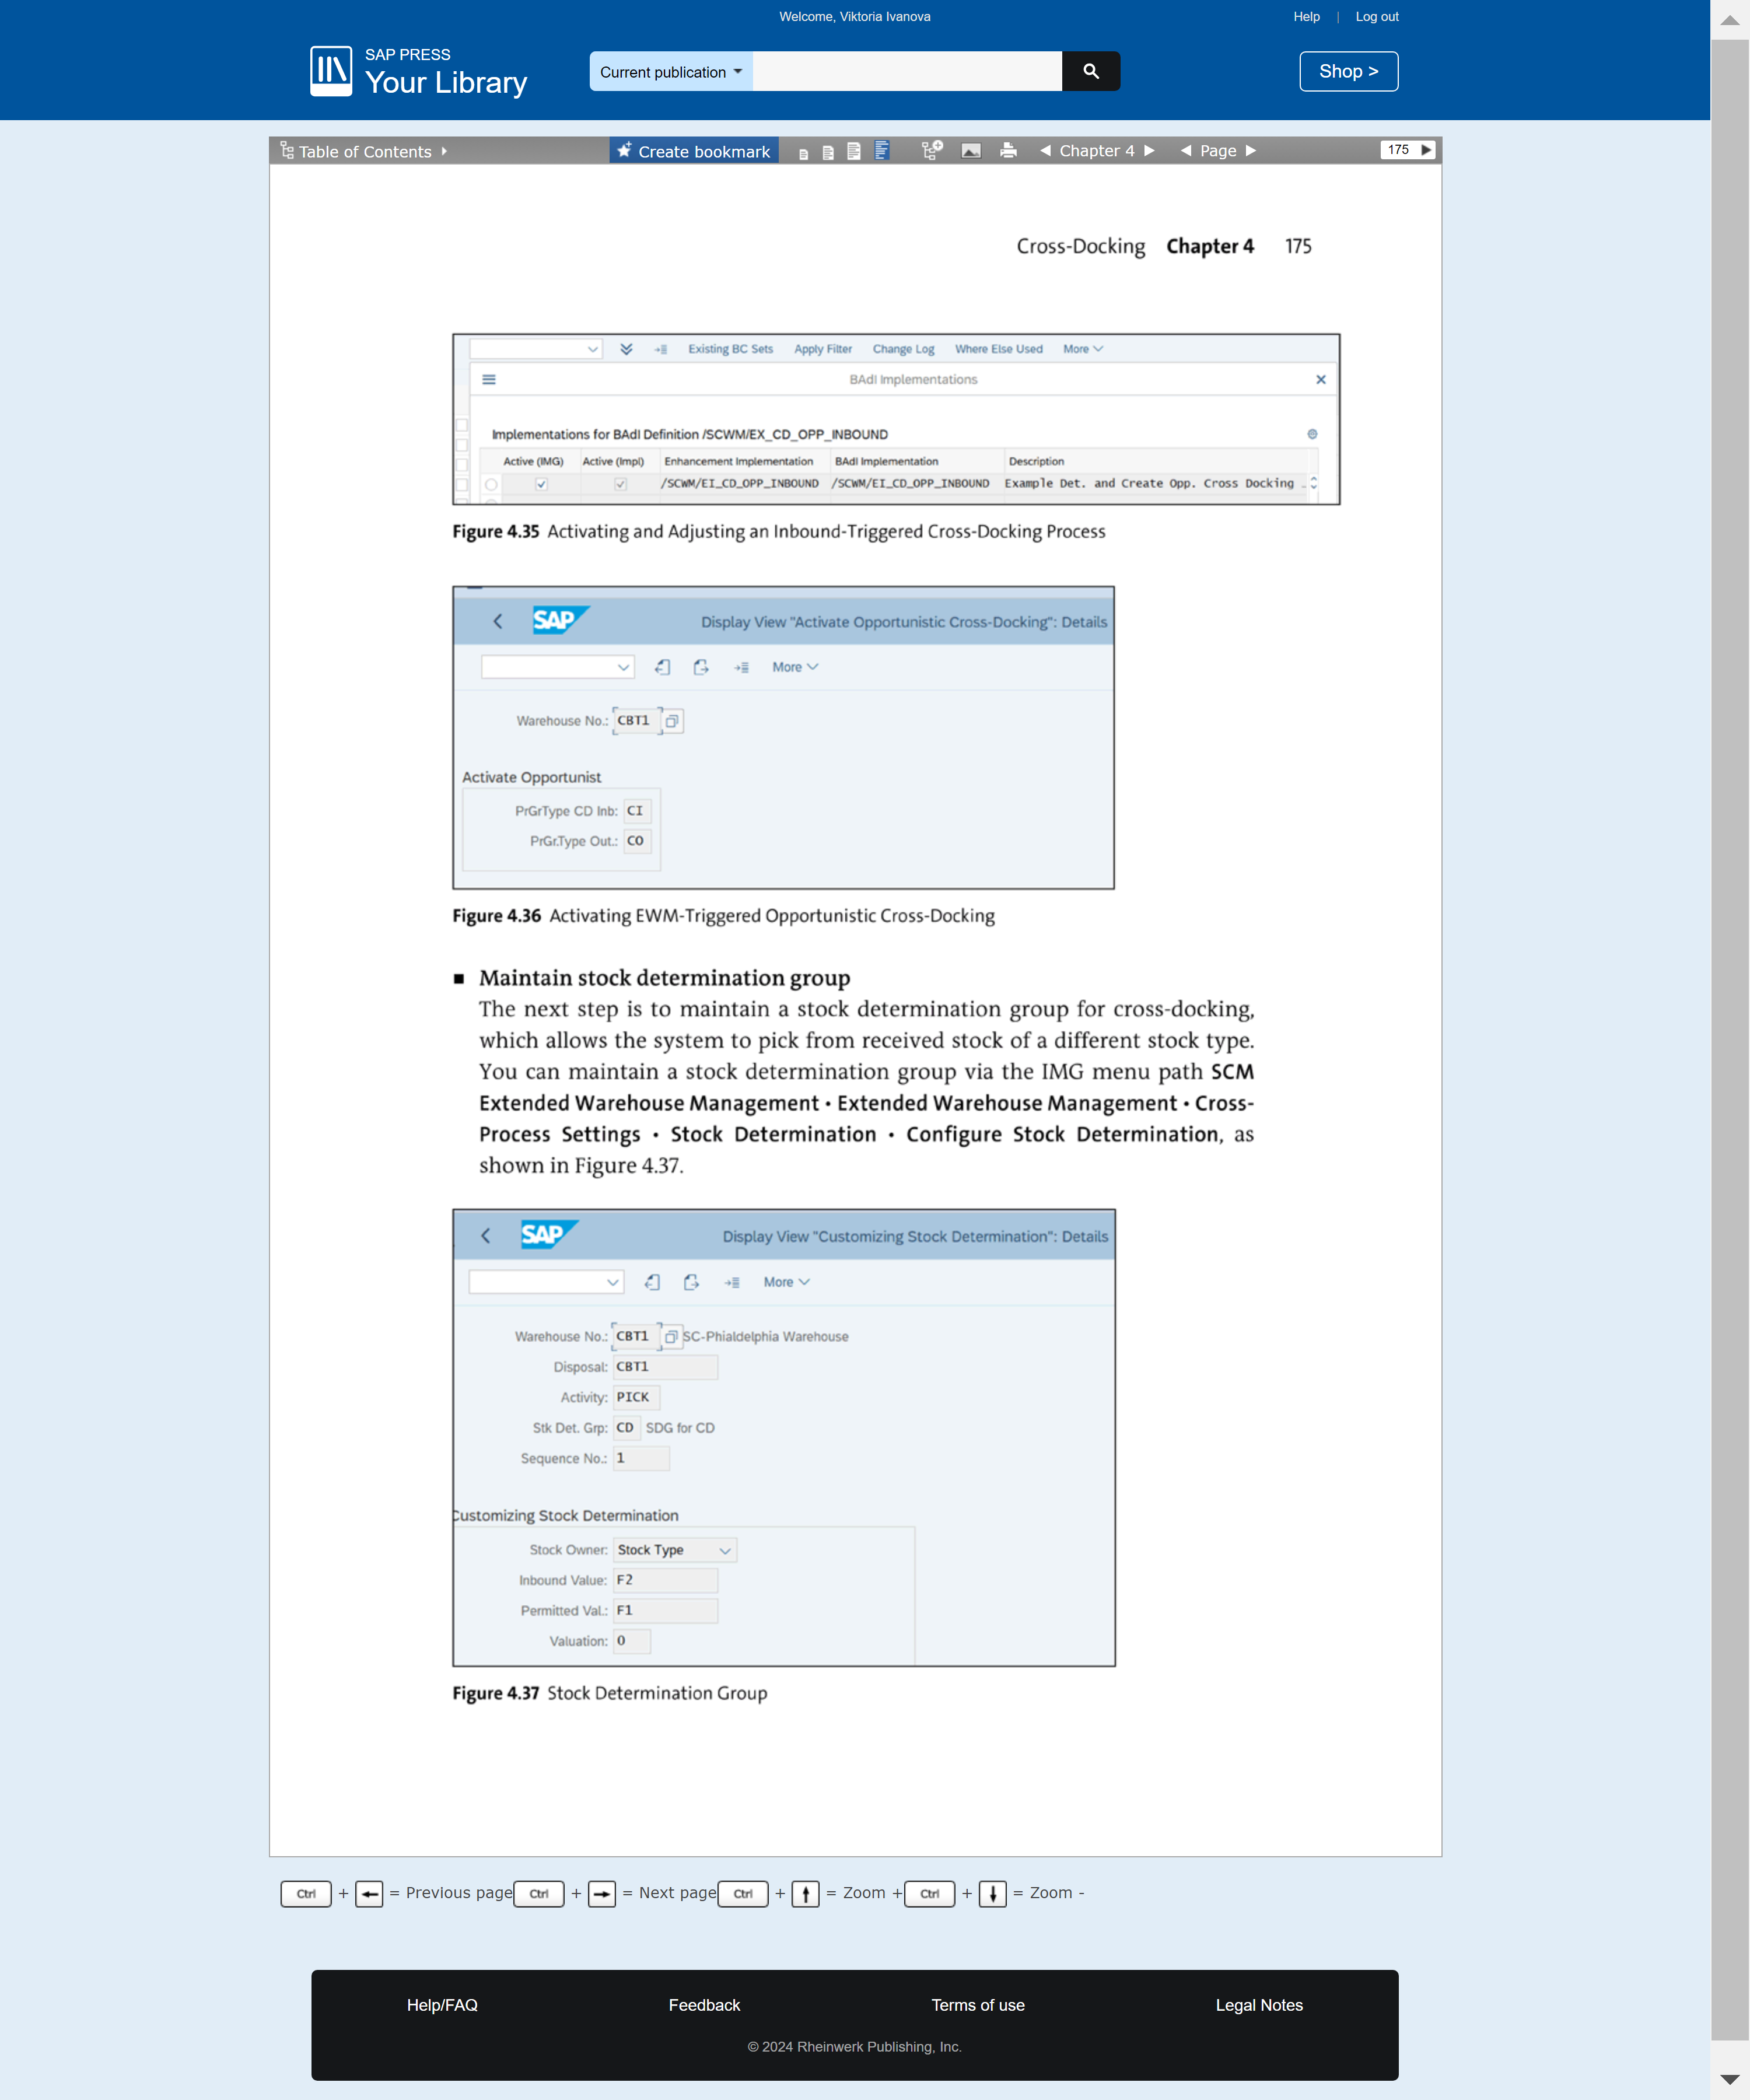 Welcome, Viktoria Ivanova
Help | Log out
SAP PRESS
Your Library
Current publication
Shop >
Table of Contents
Create bookmark
Chapter 4
Page
175
Cross-Docking Chapter 4 175
Existing BC Sets Apply Filter Change Log Where Else Used More
BAdI Implementations
Implementations for BAdI Definition /SCWM/EX_CD_OPP_INBOUND
Active (IMG) Active (Impl) Enhancement Implementation BAdI Implementation Description
/SCWM/EI_CD_OPP_INBOUND /SCWM/EI_CD_OPP_INBOUND Example Det. and Create Opp. Cross Docking
Figure 4.35 Activating and Adjusting an Inbound-Triggered Cross-Docking Process
SAP
Display View "Activate Opportunistic Cross-Docking": Details
More
Warehouse No.: CBT1
Activate Opportunist
PrGrType CD Inb: CI
PrGr.Type Out.: CO
Figure 4.36 Activating EWM-Triggered Opportunistic Cross-Docking
■ Maintain stock determination group
The next step is to maintain a stock determination group for cross-docking,
which allows the system to pick from received stock of a different stock type.
You can maintain a stock determination group via the IMG menu path SCM
Extended Warehouse Management • Extended Warehouse Management • Cross-
Process Settings • Stock Determination • Configure Stock Determination, as
shown in Figure 4.37.
SAP
Display View "Customizing Stock Determination": Details
More
Warehouse No.: CBT1 SC-Phialdelphia Warehouse
Disposal: CBT1
Activity: PICK
Stk Det. Grp: CD SDG for CD
Sequence No.: 1
Customizing Stock Determination
Stock Owner: Stock Type
Inbound Value: F2
Permitted Val.: F1
Valuation: 0
Figure 4.37 Stock Determination Group
Ctrl + ← = Previous page Ctrl + → = Next page Ctrl + ↑ = Zoom + Ctrl + ↓ = Zoom -
Help/FAQ
Feedback
Terms of use
Legal Notes
© 2024 Rheinwerk Publishing, Inc.